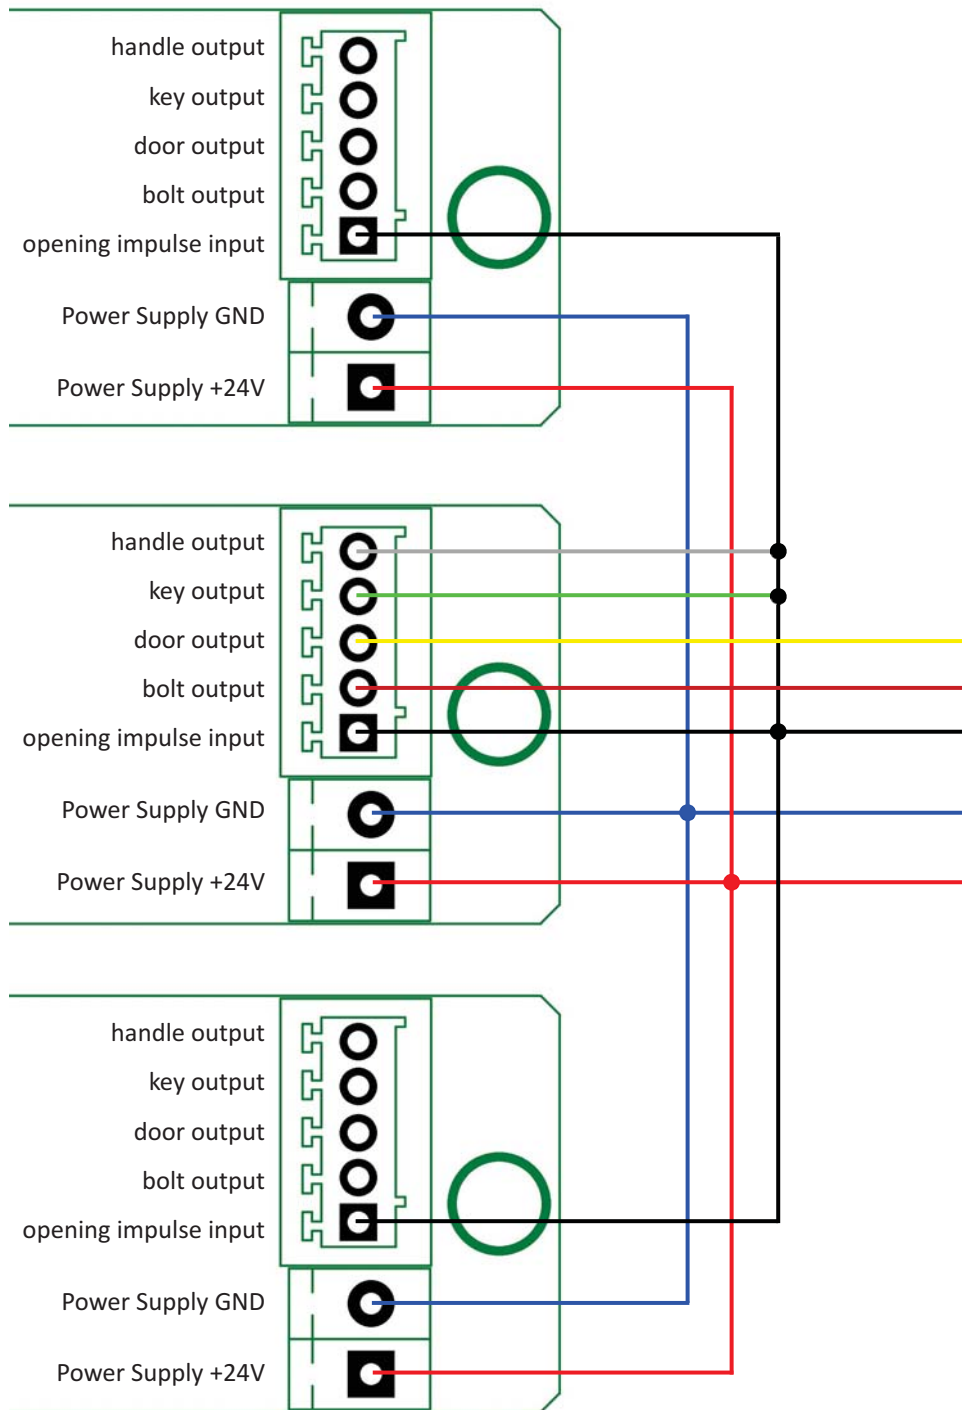 handle output
key output
door output
bolt output
opening impulse input
Power Supply GND
Power Supply +24V
handle output
key output
door output
bolt output
opening impulse input
Power Supply GND
Power Supply +24V
handle output
key output
door output
bolt output
opening impulse input
Power Supply GND
Power Supply +24V